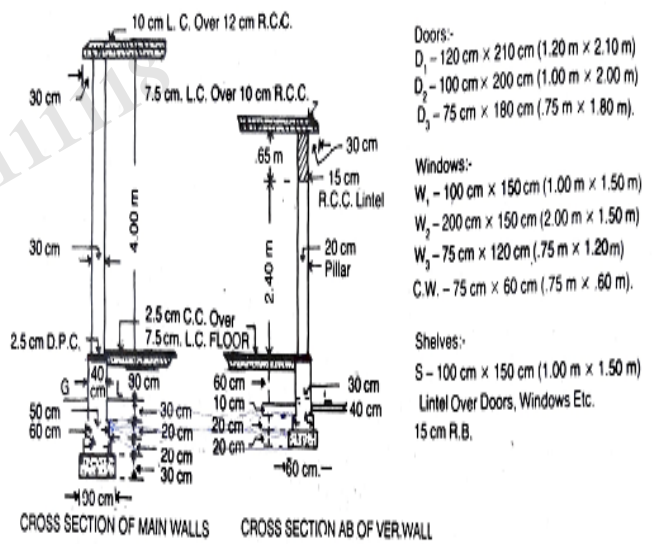 10 cm L. C. Over 12 cm R.C.C.
30 cm
7.5 cm. L.C. Over 10 cm R.C.C.
.65 m
30 cm
15 cm
R.C.C. Lintel
30 cm
4.00 m
2.40 m
20 cm
Pillar
2.5 cm D.P.C.
2.5 cm C.C. Over
7.5 cm. L.C. FLOOR
40
cm
G
L
90 cm
60 cm
30 cm
50 cm
30 cm
10 cm
40 cm
60 cm
20 cm
20 cm
20 cm
20 cm
30 cm
100 cm
60 cm.
CROSS SECTION OF MAIN WALLS
CROSS SECTION AB OF VER.WALL
Doors:-
D1 – 120 cm × 210 cm (1.20 m × 2.10 m)
D2 – 100 cm × 200 cm (1.00 m × 2.00 m)
D3 – 75 cm × 180 cm (.75 m × 1.80 m).
Windows:-
W1 – 100 cm × 150 cm (1.00 m × 1.50 m)
W2 – 200 cm × 150 cm (2.00 m × 1.50 m)
W3 – 75 cm × 120 cm (.75 m × 1.20m)
C.W. – 75 cm × 60 cm (.75 m × .60 m).
Shelves:-
S – 100 cm × 150 cm (1.00 m × 1.50 m)
Lintel Over Doors, Windows Etc.
15 cm R.B.